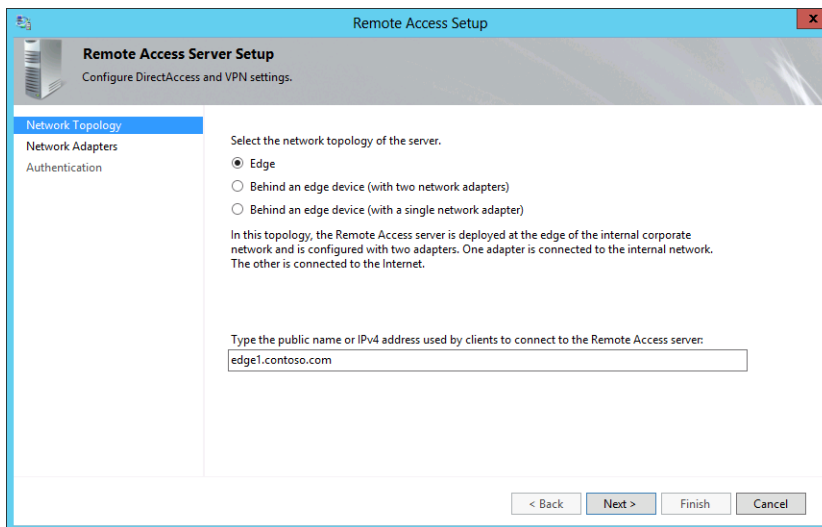 Remote Access Setup
x
Remote Access Server Setup
Configure DirectAccess and VPN settings.
Network Topology
Network Adapters
Authentication
Select the network topology of the server.
Edge
Behind an edge device (with two network adapters)
Behind an edge device (with a single network adapter)
In this topology, the Remote Access server is deployed at the edge of the internal corporate
network and is configured with two adapters. One adapter is connected to the internal network.
The other is connected to the Internet.
Type the public name or IPv4 address used by clients to connect to the Remote Access server:
edge1.contoso.com
< Back
Next >
Finish
Cancel